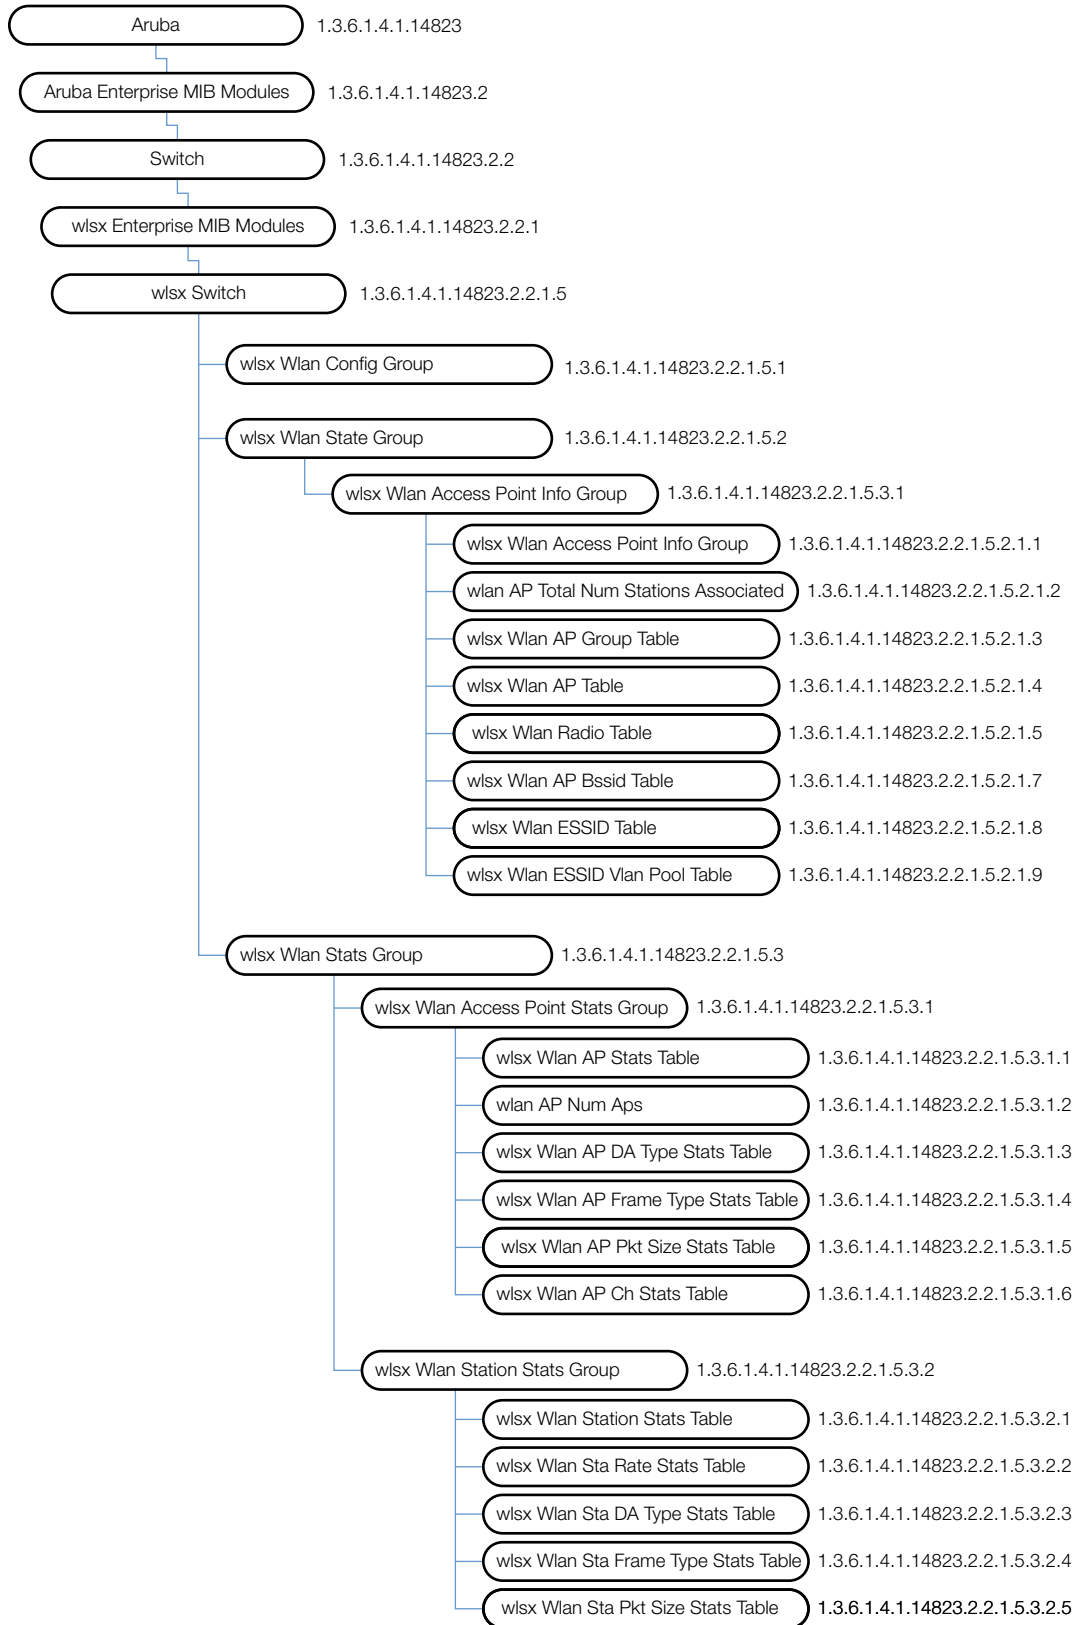 Aruba 1.3.6.1.4.1.14823
Aruba Enterprise MIB Modules 1.3.6.1.4.1.14823.2
Switch 1.3.6.1.4.1.14823.2.2
wlsx Enterprise MIB Modules 1.3.6.1.4.1.14823.2.2.1
wlsx Switch 1.3.6.1.4.1.14823.2.2.1.5
wlsx Wlan Config Group 1.3.6.1.4.1.14823.2.2.1.5.1
wlsx Wlan State Group 1.3.6.1.4.1.14823.2.2.1.5.2
wlsx Wlan Access Point Info Group 1.3.6.1.4.1.14823.2.2.1.5.3.1
wlsx Wlan Access Point Info Group 1.3.6.1.4.1.14823.2.2.1.5.2.1.1
wlan AP Total Num Stations Associated 1.3.6.1.4.1.14823.2.2.1.5.2.1.2
wlsx Wlan AP Group Table 1.3.6.1.4.1.14823.2.2.1.5.2.1.3
wlsx Wlan AP Table 1.3.6.1.4.1.14823.2.2.1.5.2.1.4
wlsx Wlan Radio Table 1.3.6.1.4.1.14823.2.2.1.5.2.1.5
wlsx Wlan AP Bssid Table 1.3.6.1.4.1.14823.2.2.1.5.2.1.7
wlsx Wlan ESSID Table 1.3.6.1.4.1.14823.2.2.1.5.2.1.8
wlsx Wlan ESSID Vlan Pool Table 1.3.6.1.4.1.14823.2.2.1.5.2.1.9
wlsx Wlan Stats Group 1.3.6.1.4.1.14823.2.2.1.5.3
wlsx Wlan Access Point Stats Group 1.3.6.1.4.1.14823.2.2.1.5.3.1
wlsx Wlan AP Stats Table 1.3.6.1.4.1.14823.2.2.1.5.3.1.1
wlan AP Num Aps 1.3.6.1.4.1.14823.2.2.1.5.3.1.2
wlsx Wlan AP DA Type Stats Table 1.3.6.1.4.1.14823.2.2.1.5.3.1.3
wlsx Wlan AP Frame Type Stats Table 1.3.6.1.4.1.14823.2.2.1.5.3.1.4
wlsx Wlan AP Pkt Size Stats Table 1.3.6.1.4.1.14823.2.2.1.5.3.1.5
wlsx Wlan AP Ch Stats Table 1.3.6.1.4.1.14823.2.2.1.5.3.1.6
wlsx Wlan Station Stats Group 1.3.6.1.4.1.14823.2.2.1.5.3.2
wlsx Wlan Station Stats Table 1.3.6.1.4.1.14823.2.2.1.5.3.2.1
wlsx Wlan Sta Rate Stats Table 1.3.6.1.4.1.14823.2.2.1.5.3.2.2
wlsx Wlan Sta DA Type Stats Table 1.3.6.1.4.1.14823.2.2.1.5.3.2.3
wlsx Wlan Sta Frame Type Stats Table 1.3.6.1.4.1.14823.2.2.1.5.3.2.4
wlsx Wlan Sta Pkt Size Stats Table 1.3.6.1.4.1.14823.2.2.1.5.3.2.5